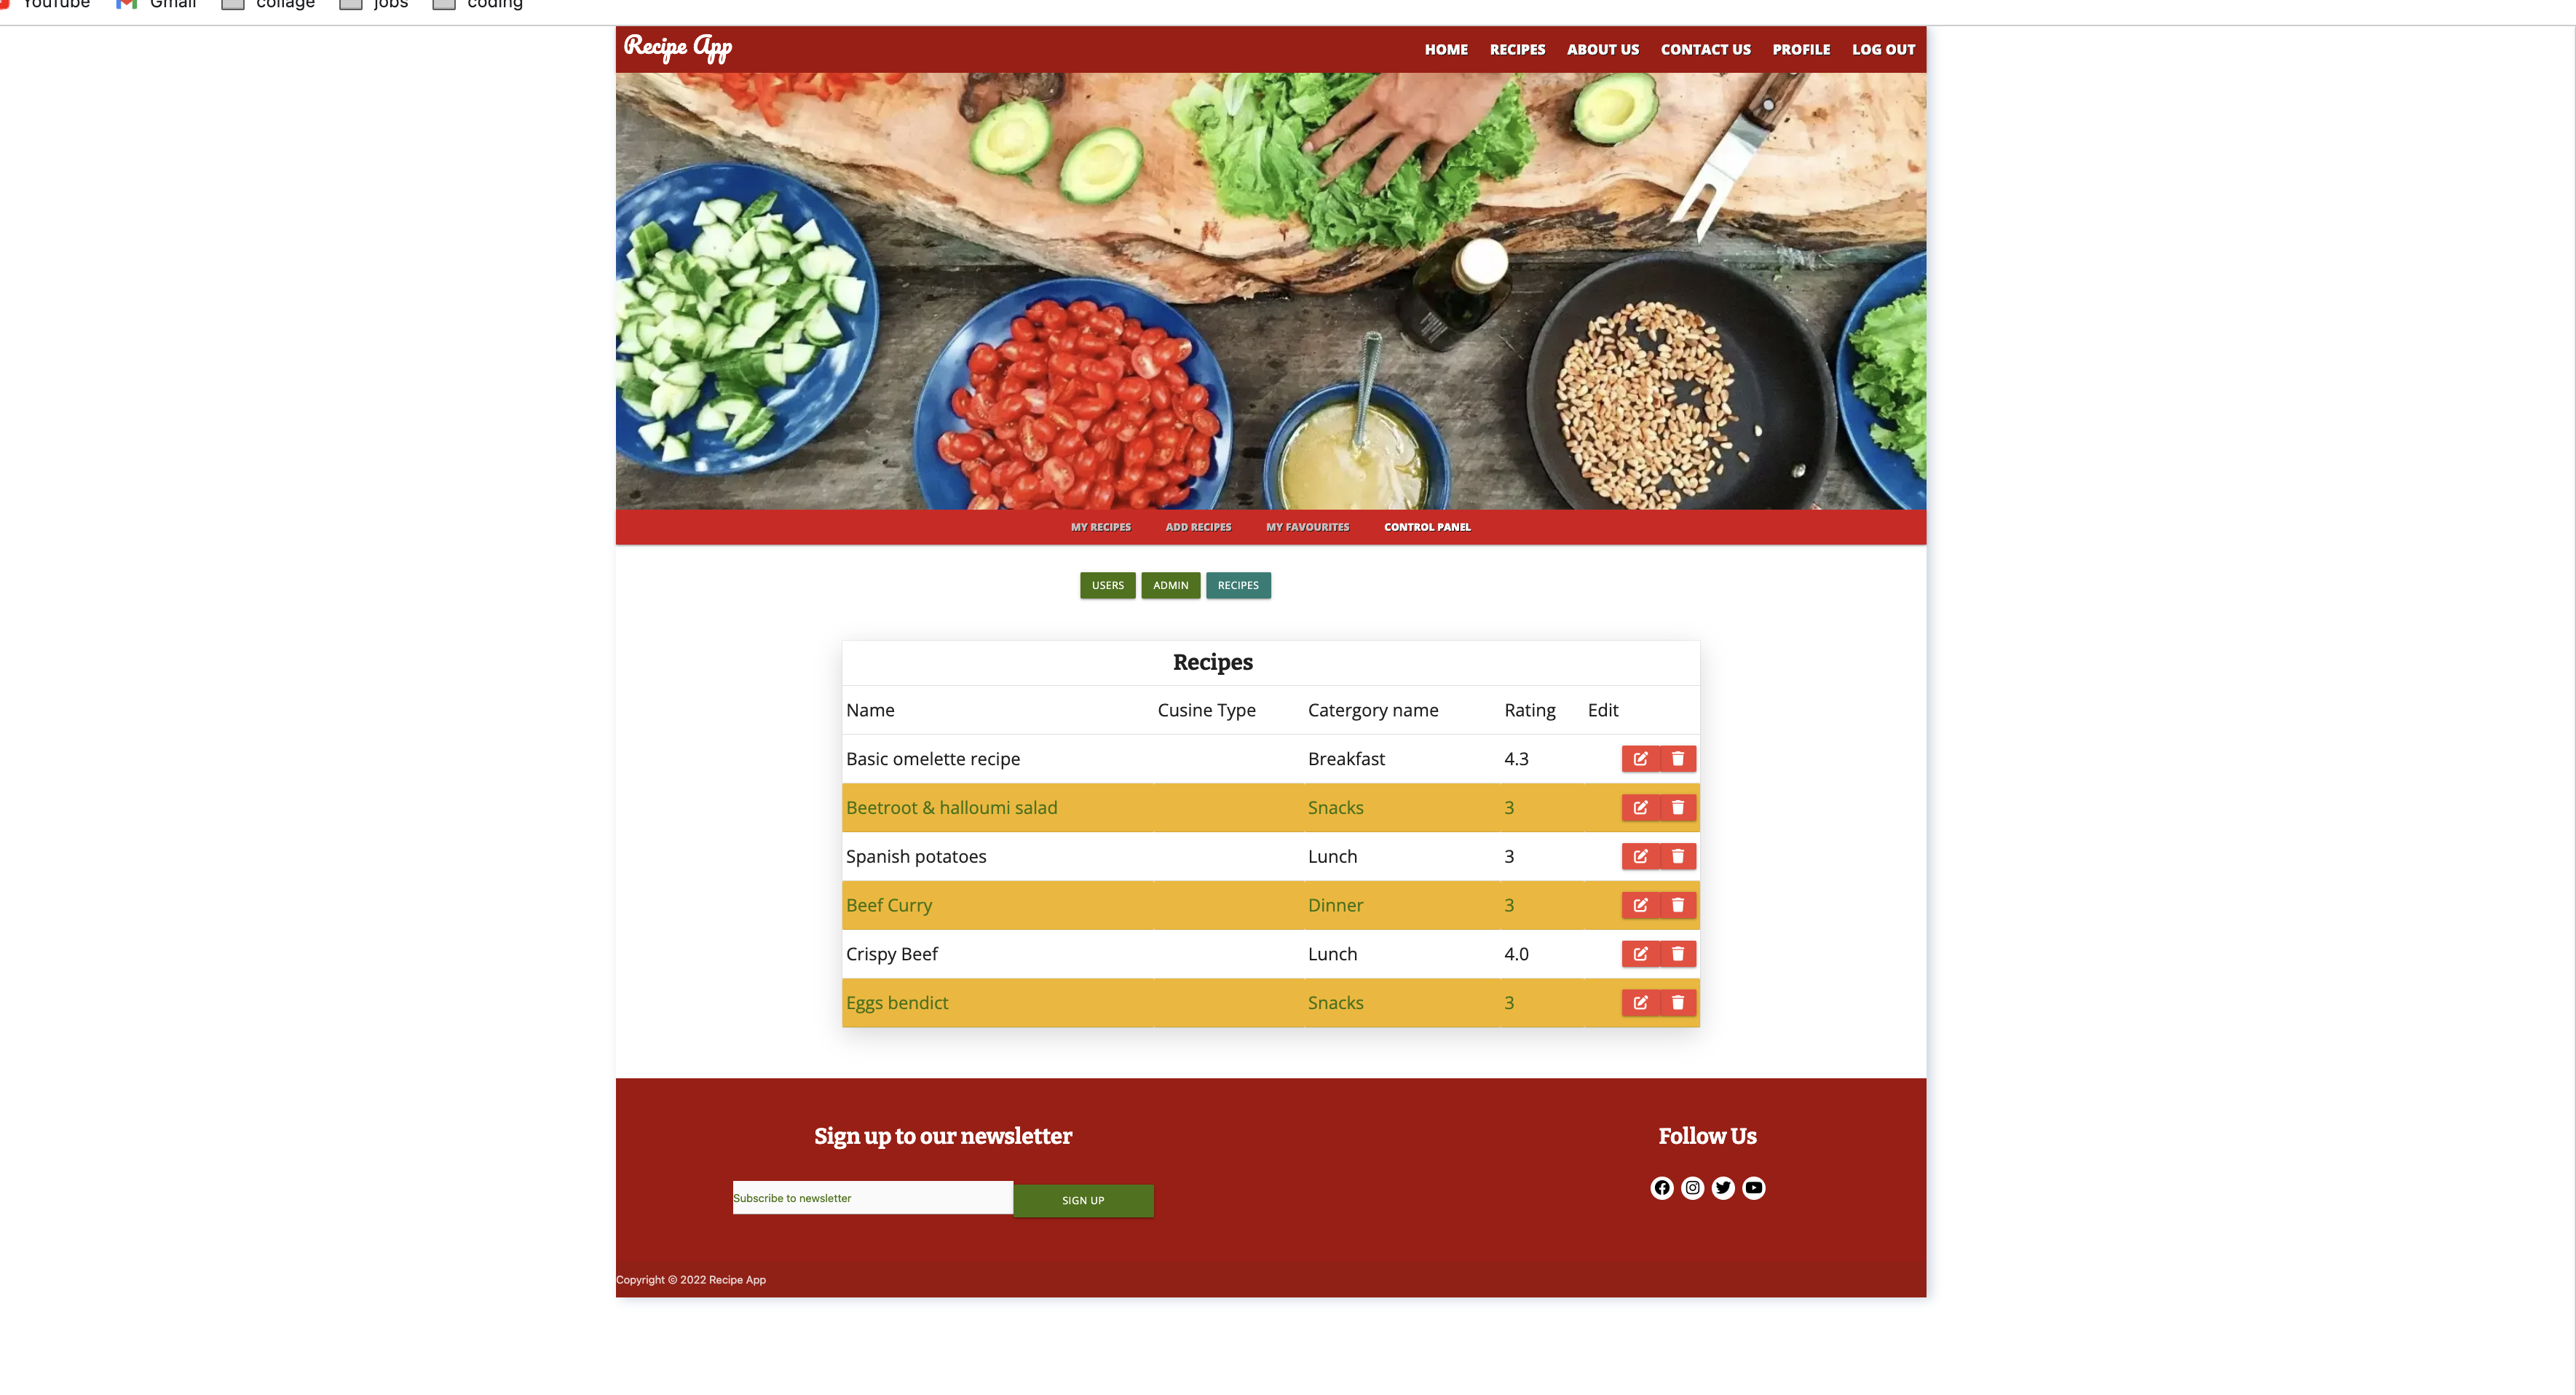 YouTube Gmail collage jobs coding
Recipe App
HOME RECIPES ABOUT US CONTACT US PROFILE LOG OUT
MY RECIPES ADD RECIPES MY FAVOURITES CONTROL PANEL
USERS ADMIN RECIPES
Recipes
Name Cusine Type Catergory name Rating Edit
Basic omelette recipe Breakfast 4.3
Beetroot & halloumi salad Snacks 3
Spanish potatoes Lunch 3
Beef Curry Dinner 3
Crispy Beef Lunch 4.0
Eggs bendict Snacks 3
Sign up to our newsletter Follow Us
Subscribe to newsletter SIGN UP
Copyright © 2022 Recipe App